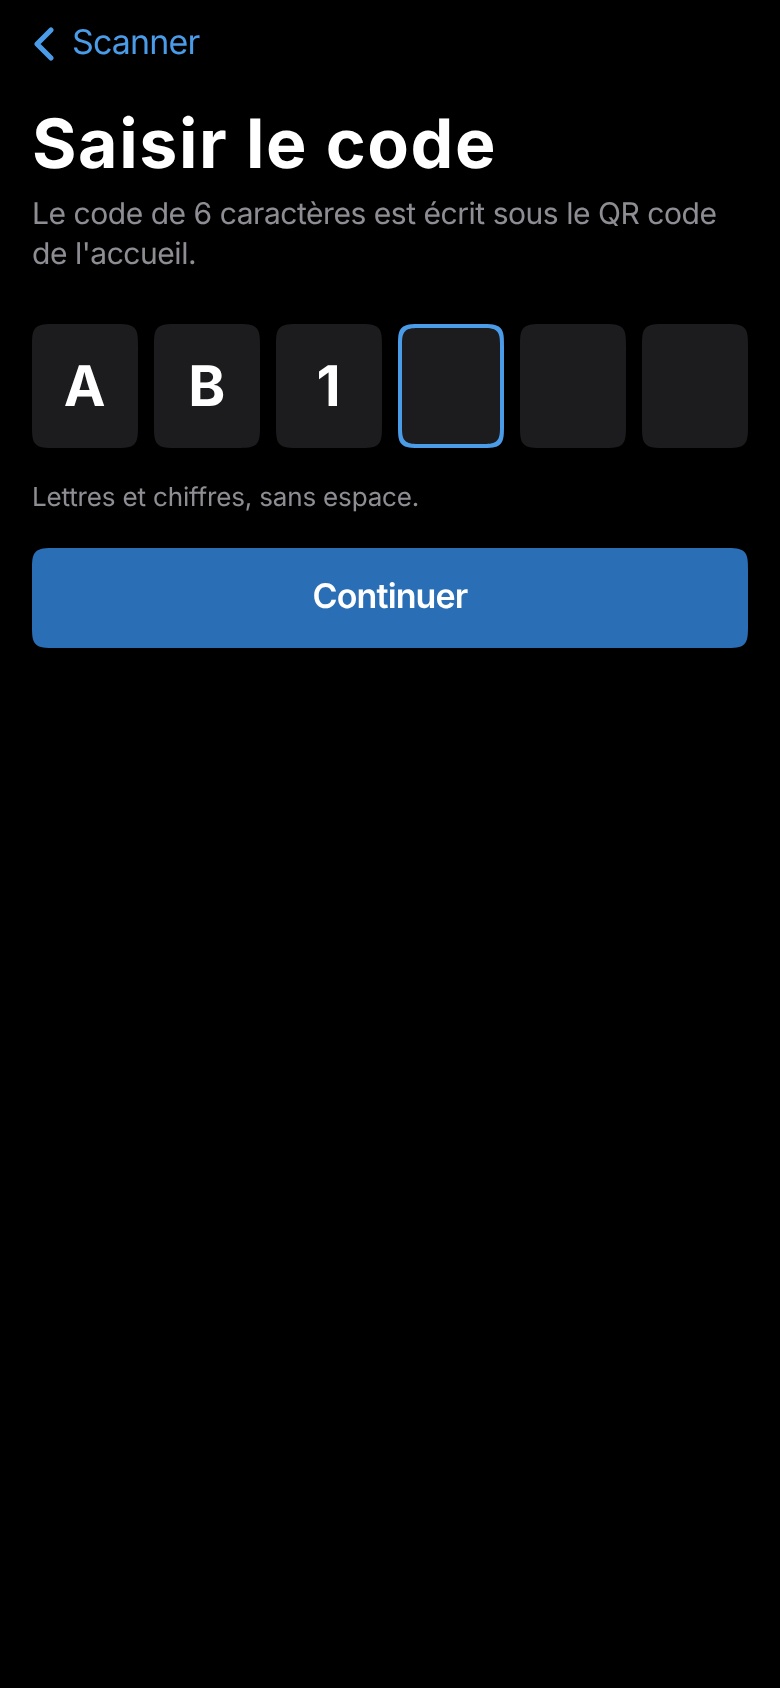 Scanner
Saisir le code
Le code de 6 caractères est écrit sous le QR code
de l'accueil.
A B 1
Lettres et chiffres, sans espace.
Continuer